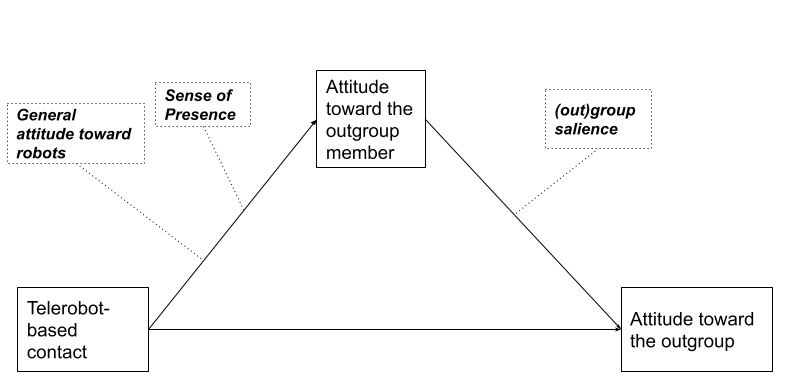 General
attitude toward
robots
Sense of
Presence
Attitude
toward the
outgroup
member
(out)group
salience
Telerobot-
based
contact
Attitude toward
the outgroup